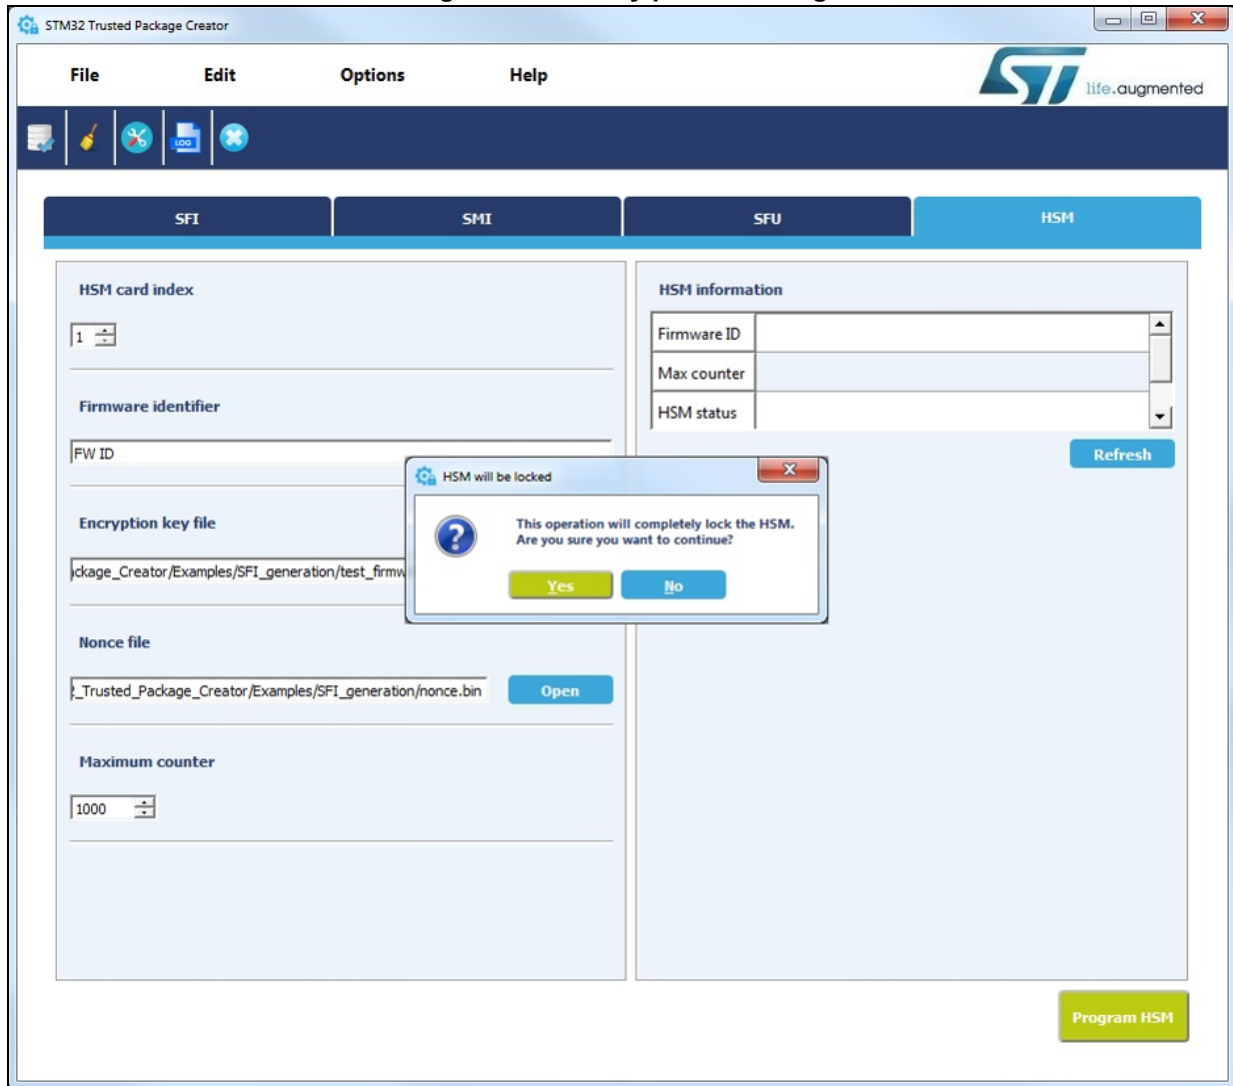 STM32 Trusted Package Creator
File Edit Options Help
life.augmented
LOG
SFI SMI SFU HSM
HSM card index
1
Firmware identifier
FW ID
Encryption key file
ckage_Creator/Examples/SFI_generation/test_firmw
Nonce file
_Trusted_Package_Creator/Examples/SFI_generation/nonce.bin
Open
Maximum counter
1000
HSM information
Firmware ID
Max counter
HSM status
Refresh
HSM will be locked
This operation will completely lock the HSM.
Are you sure you want to continue?
Yes No
Program HSM